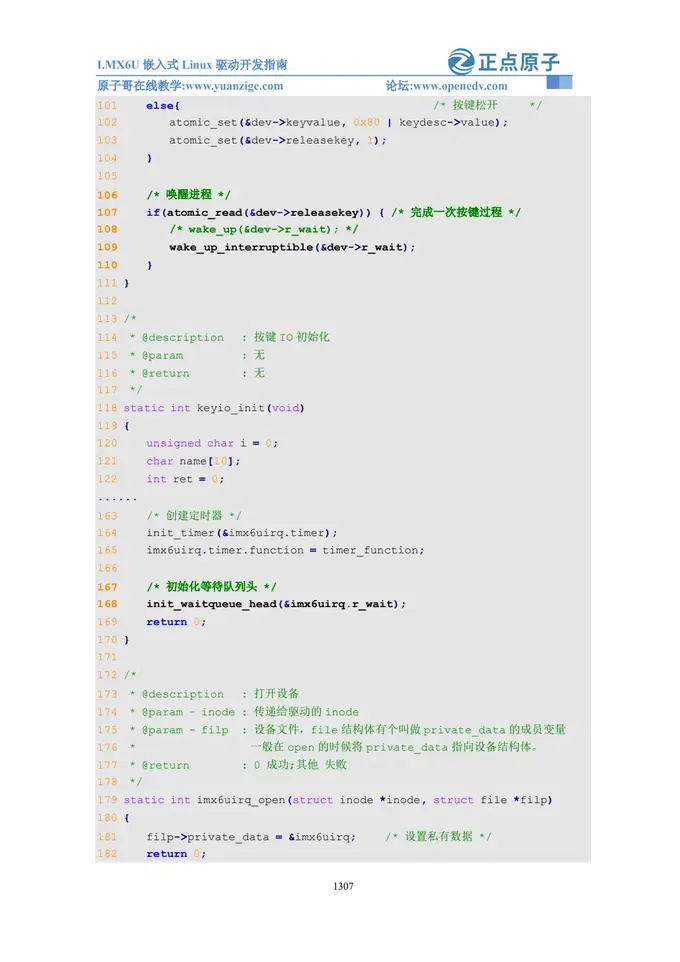 I.MX6U 嵌入式 Linux 驱动开发指南
正点原子
原子哥在线教学:www.yuanzige.com 论坛:www.openedv.com
101 else{ /* 按键松开 */
102 atomic_set(&dev->keyvalue, 0x80 | keydesc->value);
103 atomic_set(&dev->releasekey, 1);
104 }
105
106 /* 唤醒进程 */
107 if(atomic_read(&dev->releasekey)) { /* 完成一次按键过程 */
108 /* wake_up(&dev->r_wait); */
109 wake_up_interruptible(&dev->r_wait);
110 }
111 }
112
113 /*
114 * @description : 按键 IO 初始化
115 * @param : 无
116 * @return : 无
117 */
118 static int keyio_init(void)
119 {
120 unsigned char i = 0;
121 char name[10];
122 int ret = 0;
......
163 /* 创建定时器 */
164 init_timer(&imx6uirq.timer);
165 imx6uirq.timer.function = timer_function;
166
167 /* 初始化等待队列头 */
168 init_waitqueue_head(&imx6uirq.r_wait);
169 return 0;
170 }
171
172 /*
173 * @description : 打开设备
174 * @param – inode : 传递给驱动的 inode
175 * @param - filp : 设备文件，file 结构体有个叫做 private_data 的成员变量
176 * 一般在 open 的时候将 private_data 指向设备结构体。
177 * @return : 0 成功;其他 失败
178 */
179 static int imx6uirq_open(struct inode *inode, struct file *filp)
180 {
181 filp->private_data = &imx6uirq; /* 设置私有数据 */
182 return 0;
1307